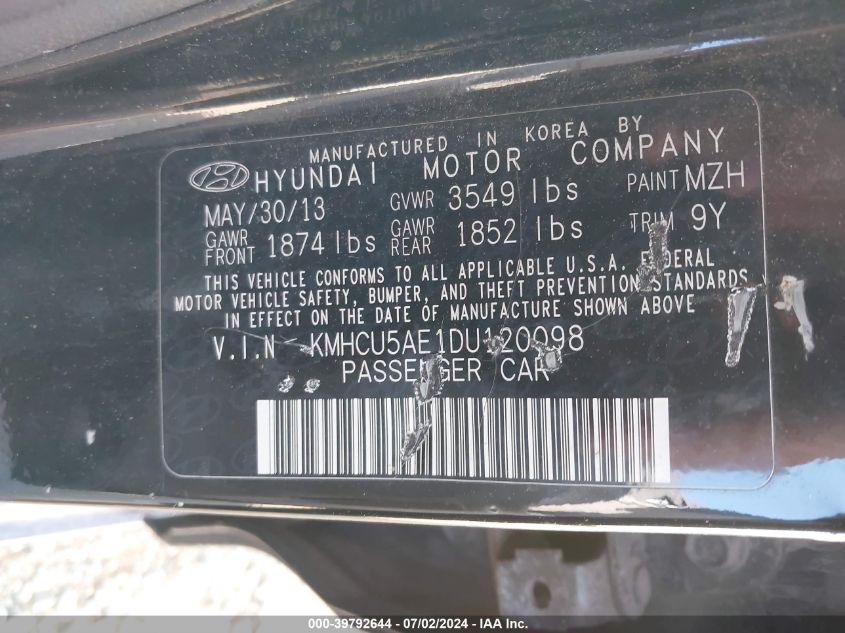 MANUFACTURED IN KOREA BY
HYUNDAI MOTOR COMPANY
MAY/30/13 GVWR 3549 lbs PAINT MZH
GAWR FRONT 1874 lbs GAWR REAR 1852 lbs TRIM 9Y
THIS VEHICLE CONFORMS TO ALL APPLICABLE U.S.A. FEDERAL
MOTOR VEHICLE SAFETY, BUMPER, AND THEFT PREVENTION STANDARDS
IN EFFECT ON THE DATE OF MANUFACTURE SHOWN ABOVE
V.I.N KMHCU5AE1DU120098
PASSENGER CAR
000-39792644 / 07/02/2024 - IAA Inc.